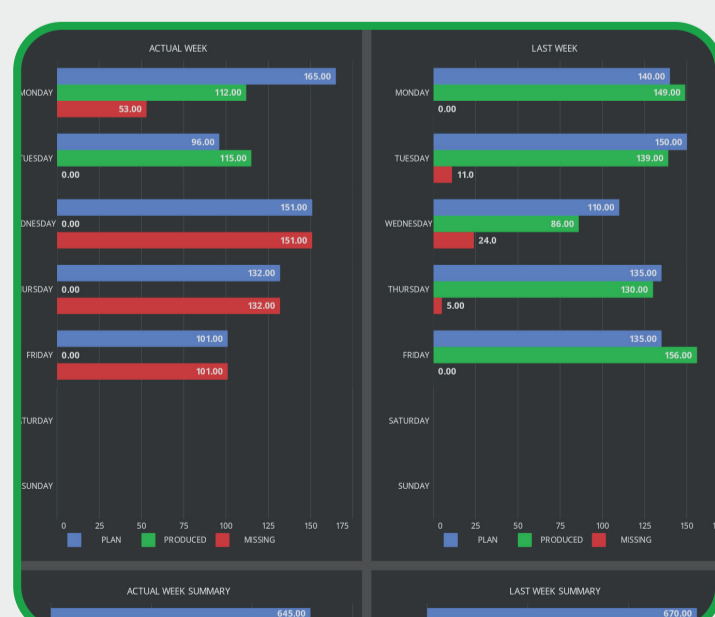 ACTUAL WEEK
165.00
MONDAY
112.00
53.00
96.00
TUESDAY
115.00
0.00
151.00
DNESDAY 0.00
151.00
132.00
URSDAY 0.00
132.00
101.00
FRIDAY 0.00
101.00
TURDAY
SUNDAY
0 25 50 75 100 125 150 175
PLAN PRODUCED MISSING
LAST WEEK
140.00
MONDAY
149.00
0.00
150.00
TUESDAY
139.00
11.0
110.00
WEDNESDAY
86.00
24.0
135.00
THURSDAY
130.00
5.00
135.00
FRIDAY
156.00
0.00
SATURDAY
SUNDAY
0 25 50 75 100 125 150
PLAN PRODUCED MISSING
ACTUAL WEEK SUMMARY
645.00
LAST WEEK SUMMARY
670.00